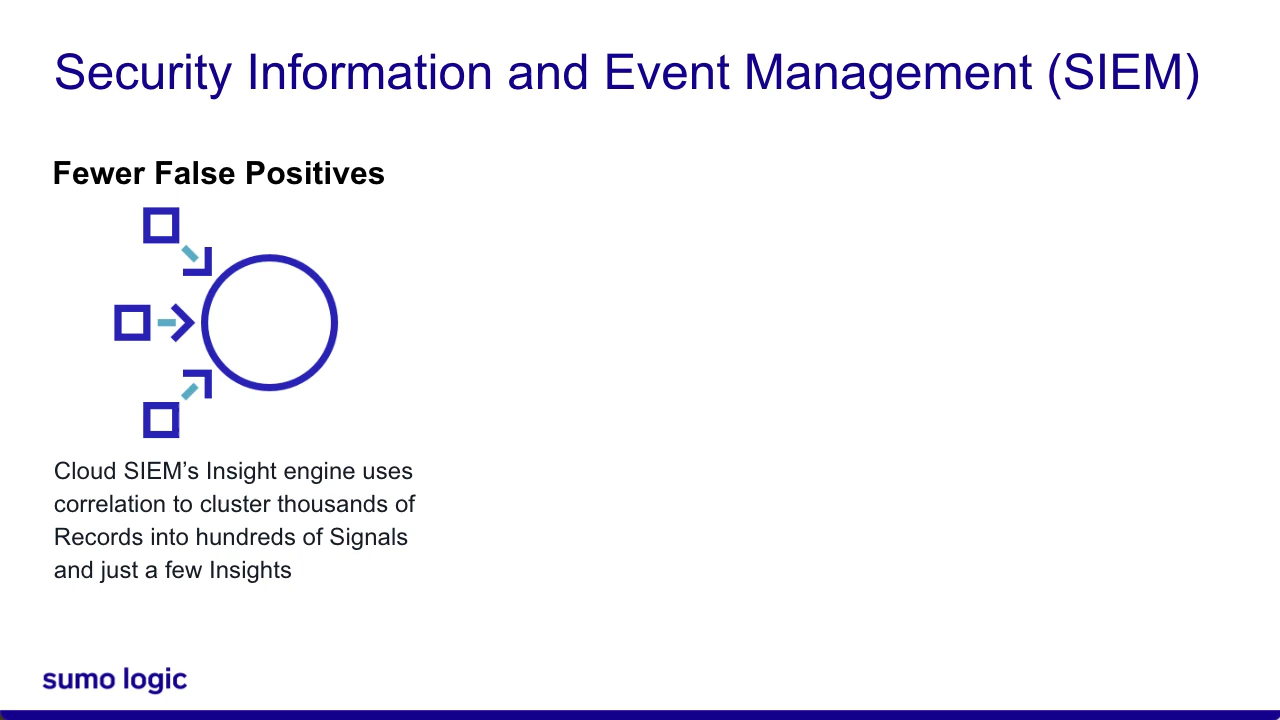 Security Information and Event Management (SIEM)
Fewer False Positives
Cloud SIEM’s Insight engine uses
correlation to cluster thousands of
Records into hundreds of Signals
and just a few Insights
sumo logic